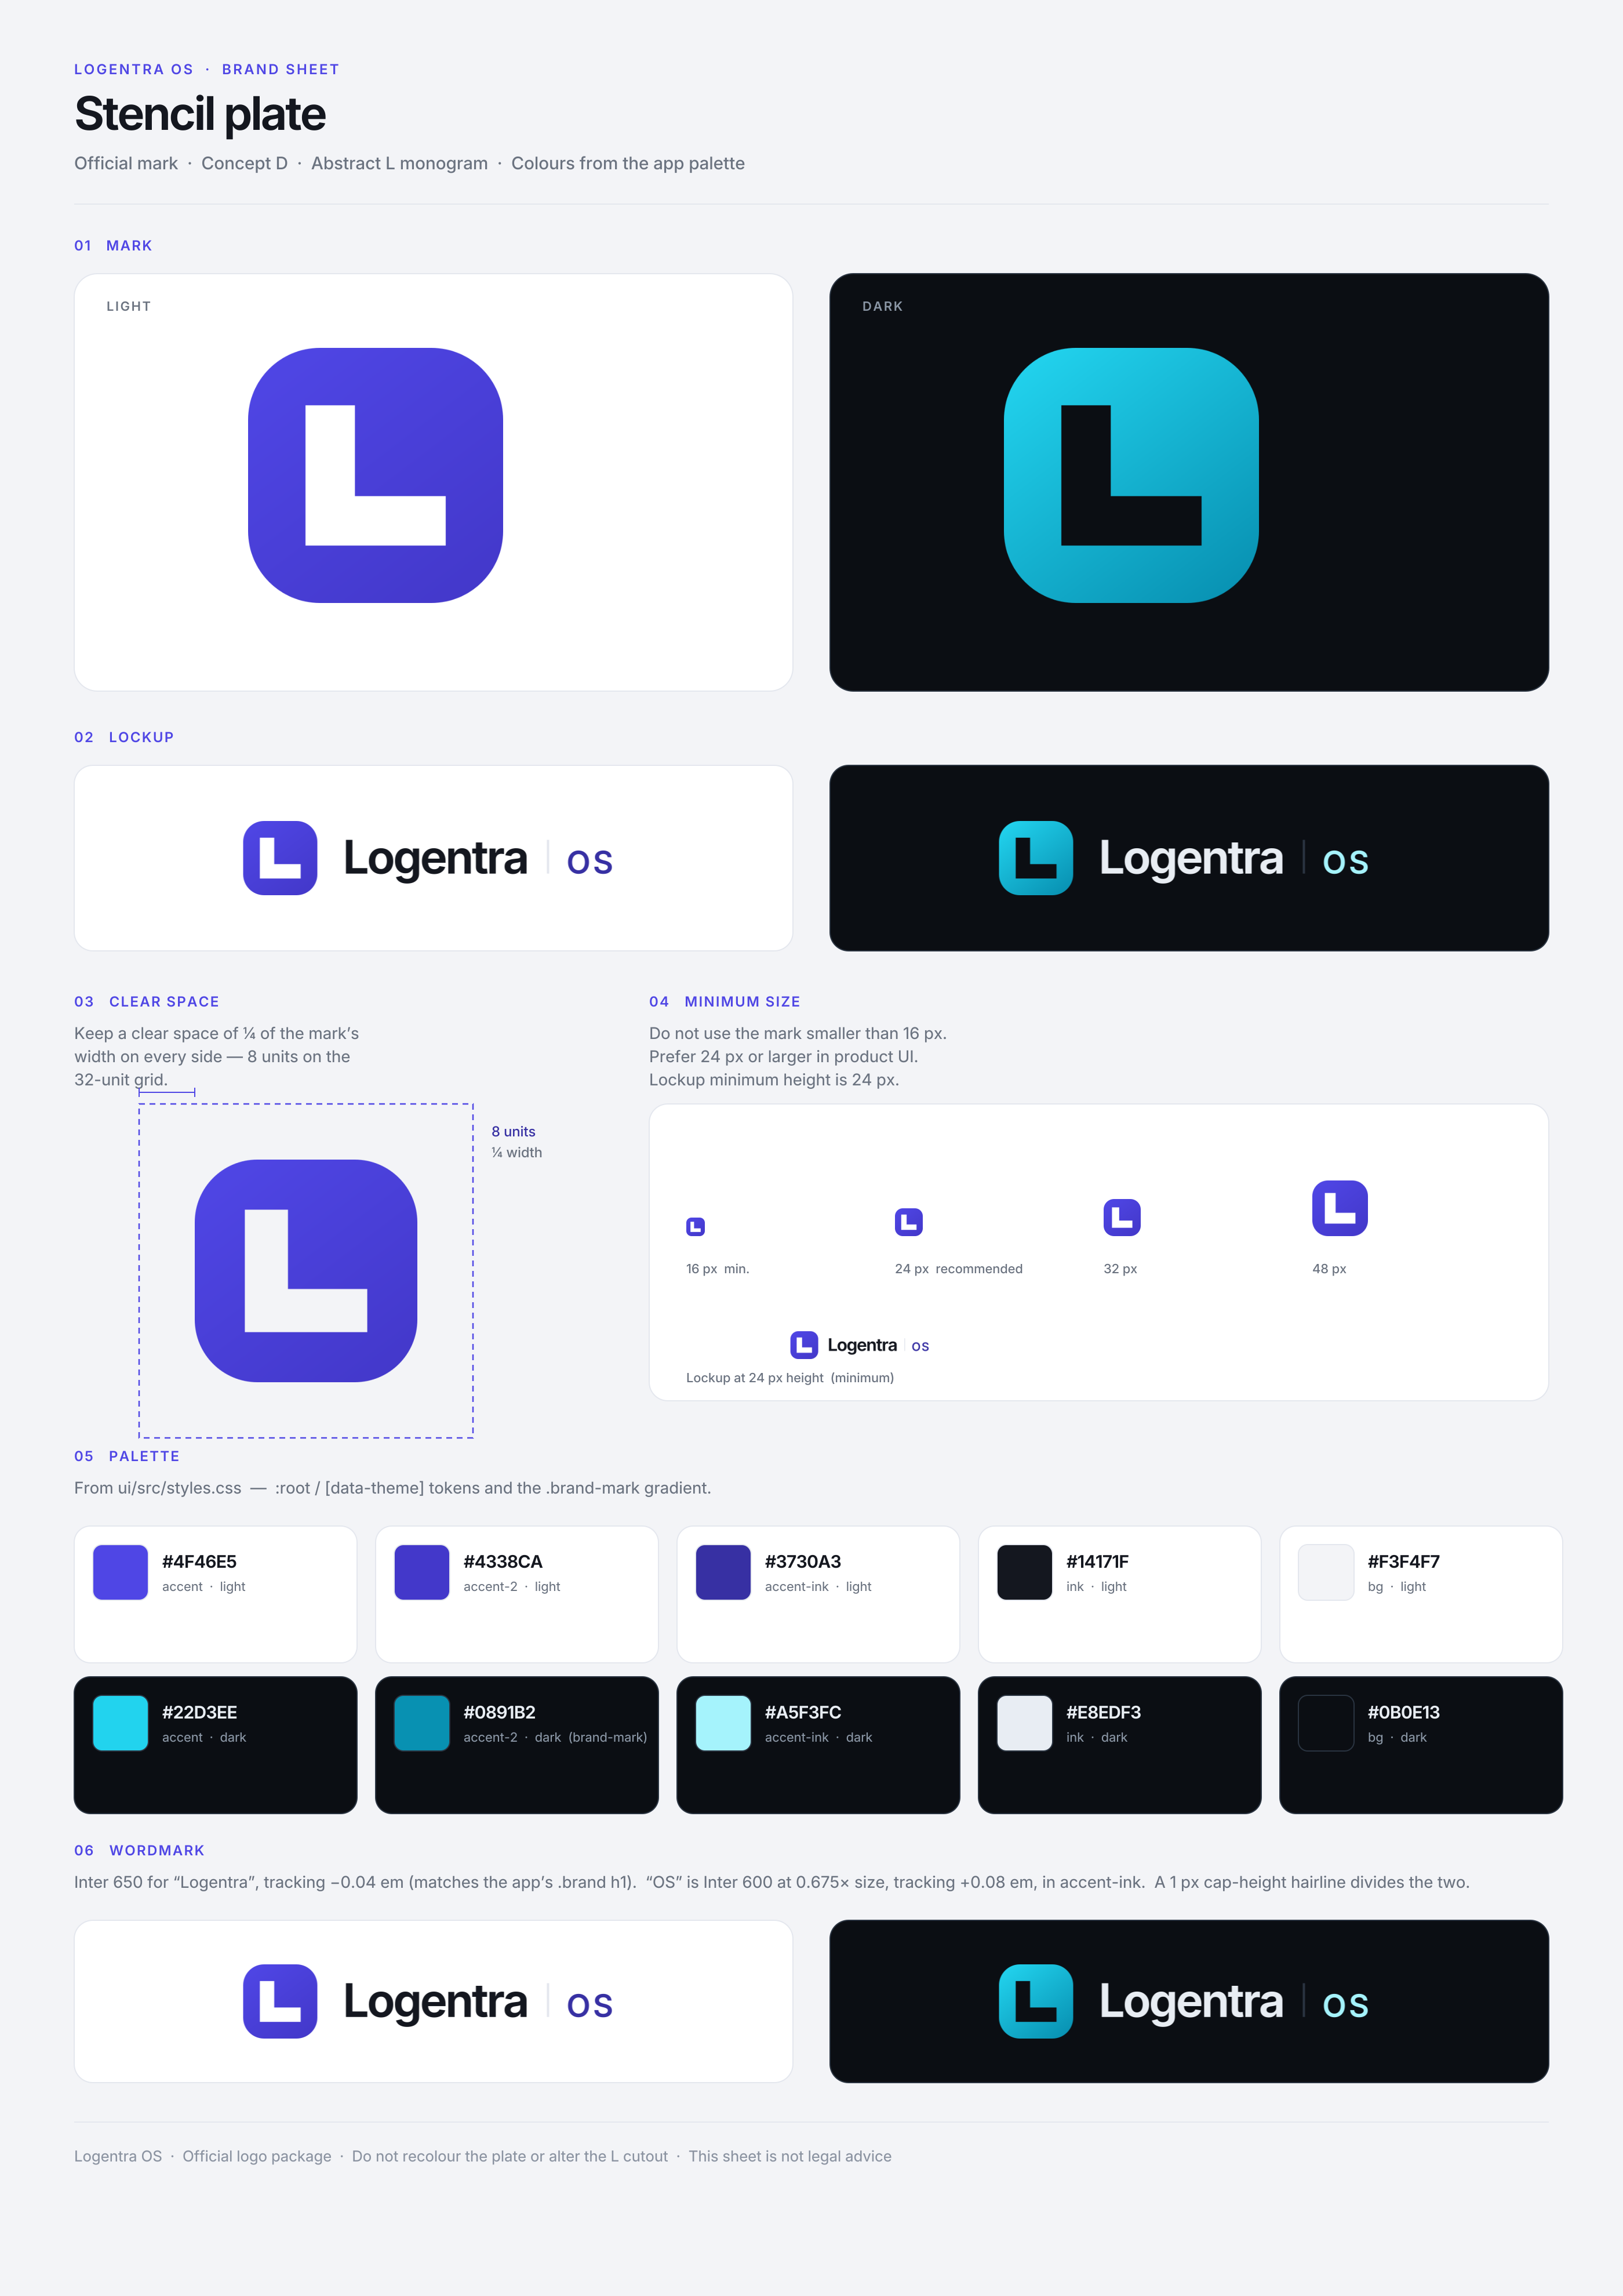 LOGENTRA OS · BRAND SHEET
Stencil plate
Official mark · Concept D · Abstract L monogram · Colours from the app palette
01 MARK
LIGHT
DARK
02 LOCKUP
Logentra | OS
Logentra | OS
03 CLEAR SPACE
Keep a clear space of ¼ of the mark’s
width on every side — 8 units on the
32-unit grid.
8 units
¼ width
04 MINIMUM SIZE
Do not use the mark smaller than 16 px.
Prefer 24 px or larger in product UI.
Lockup minimum height is 24 px.
16 px min.
24 px recommended
32 px
48 px
Logentra | OS
Lockup at 24 px height (minimum)
05 PALETTE
From ui/src/styles.css — :root / [data-theme] tokens and the .brand-mark gradient.
#4F46E5
accent · light
#4338CA
accent-2 · light
#3730A3
accent-ink · light
#14171F
ink · light
#F3F4F7
bg · light
#22D3EE
accent · dark
#0891B2
accent-2 · dark (brand-mark)
#A5F3FC
accent-ink · dark
#E8EDF3
ink · dark
#0B0E13
bg · dark
06 WORDMARK
Inter 650 for “Logentra”, tracking −0.04 em (matches the app’s .brand h1). “OS” is Inter 600 at 0.675× size, tracking +0.08 em, in accent-ink. A 1 px cap-height hairline divides the two.
Logentra | OS
Logentra | OS
Logentra OS · Official logo package · Do not recolour the plate or alter the L cutout · This sheet is not legal advice